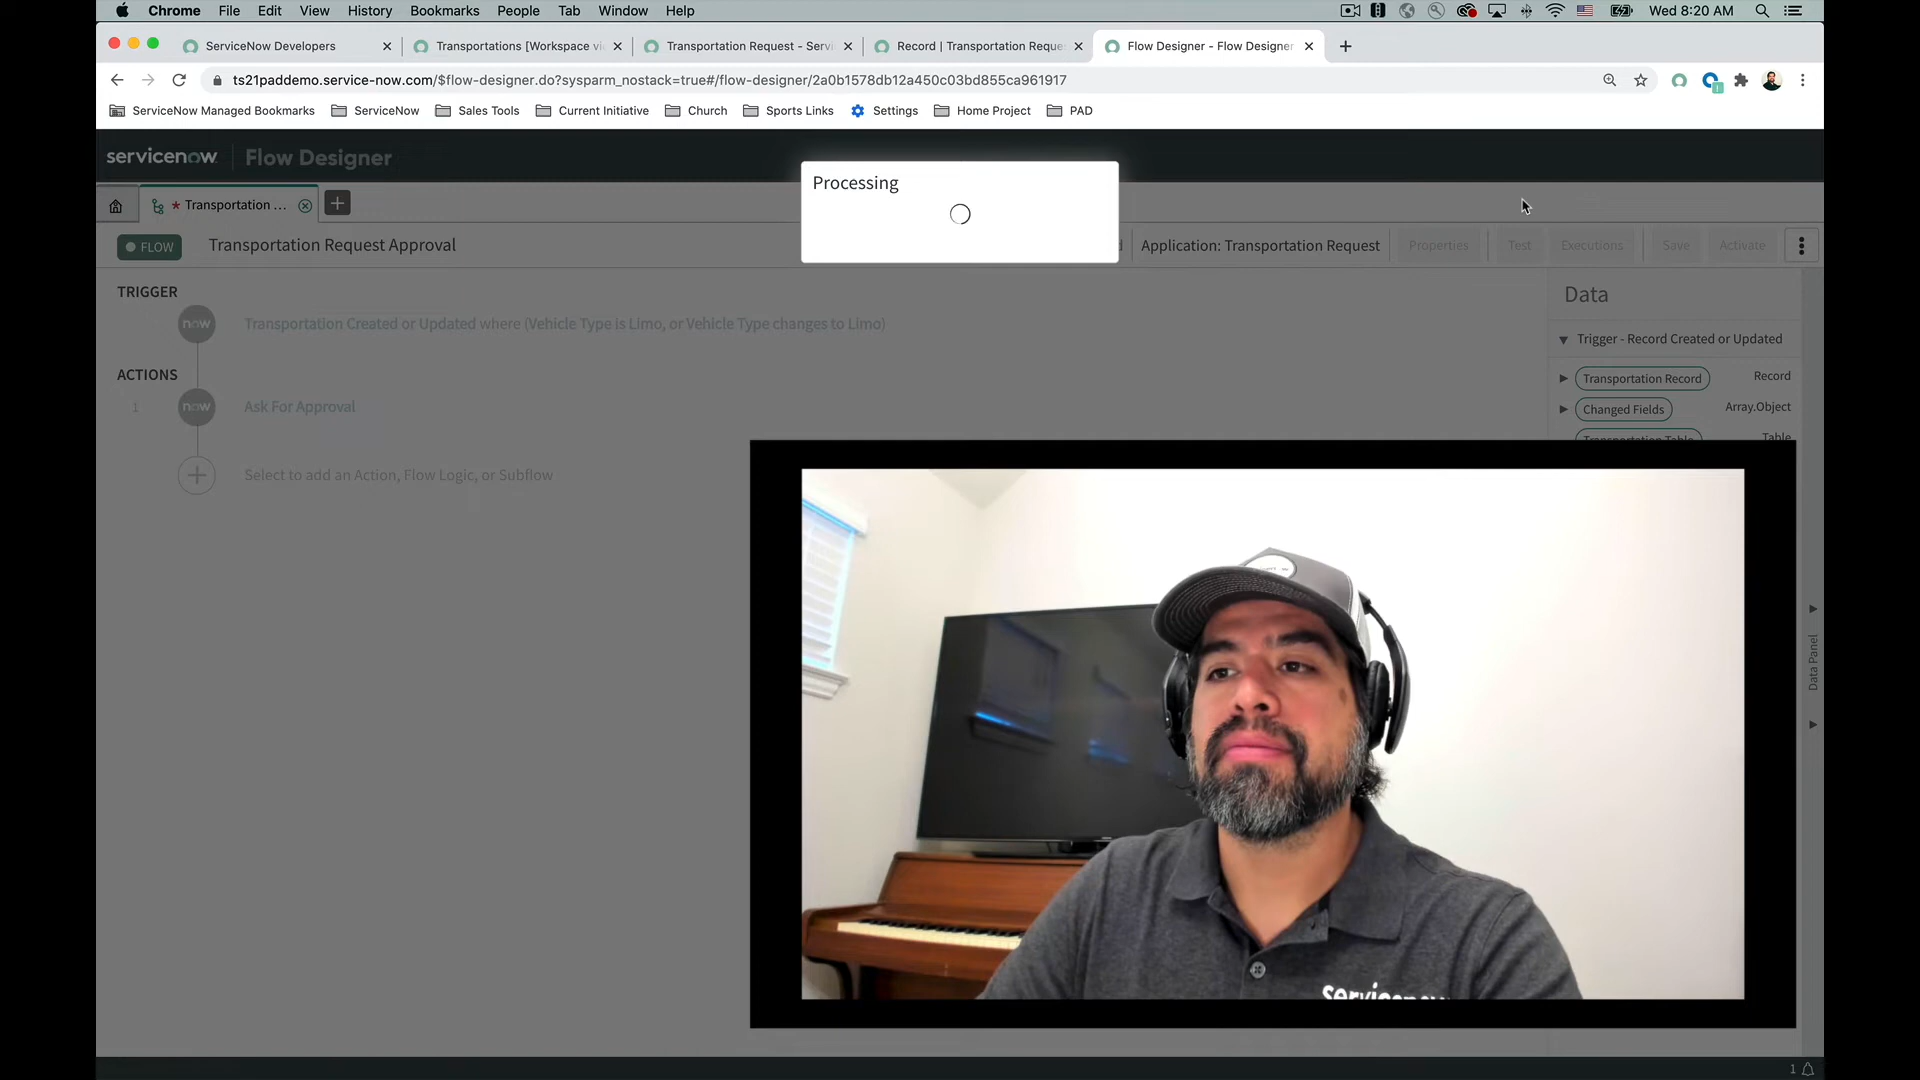 Chrome File Edit View History Bookmarks People Tab Window Help Wed 8:20 AM
ServiceNow Developers Transportations [Workspace vi Transportation Request - Servi Record | Transportation Reque Flow Designer - Flow Designer
ts21paddemo.service-now.com/$flow-designer.do?sysparm_nostack=true#/flow-designer/2a0b1578db12a450c03bd855ca961917
ServiceNow Managed Bookmarks ServiceNow Sales Tools Current Initiative Church Sports Links Settings Home Project PAD
servicenow Flow Designer
Processing
* Transportation ...
FLOW Transportation Request Approval Application: Transportation Request Properties Test Executions Save Activate
TRIGGER
now Transportation Created or Updated where (Vehicle Type is Limo, or Vehicle Type changes to Limo)
ACTIONS
1 now Ask For Approval
Select to add an Action, Flow Logic, or Subflow
Data
Trigger - Record Created or Updated
Transportation Record Record
Changed Fields Array.Object
Transportation Table Table
Data Panel
servicenow
1